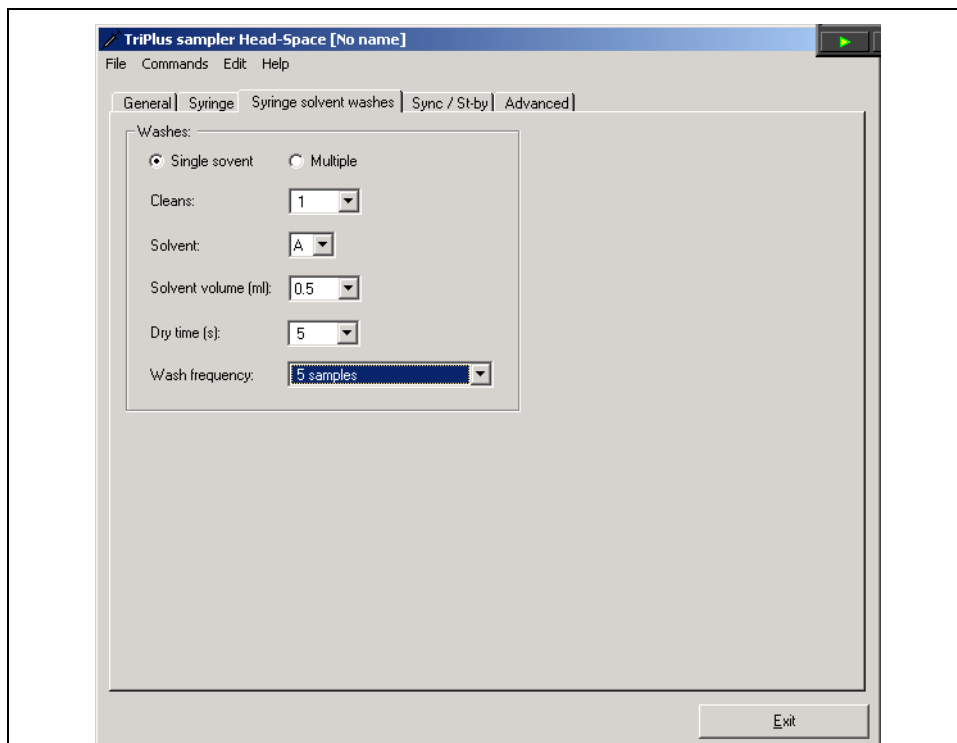 TriPlus sampler Head-Space [No name]
File Commands Edit Help
General Syringe Syringe solvent washes Sync / St-by Advanced
Washes:
Single sovent Multiple
Cleans: 1
Solvent: A
Solvent volume (ml): 0.5
Dry time (s): 5
Wash frequency: 5 samples
Exit